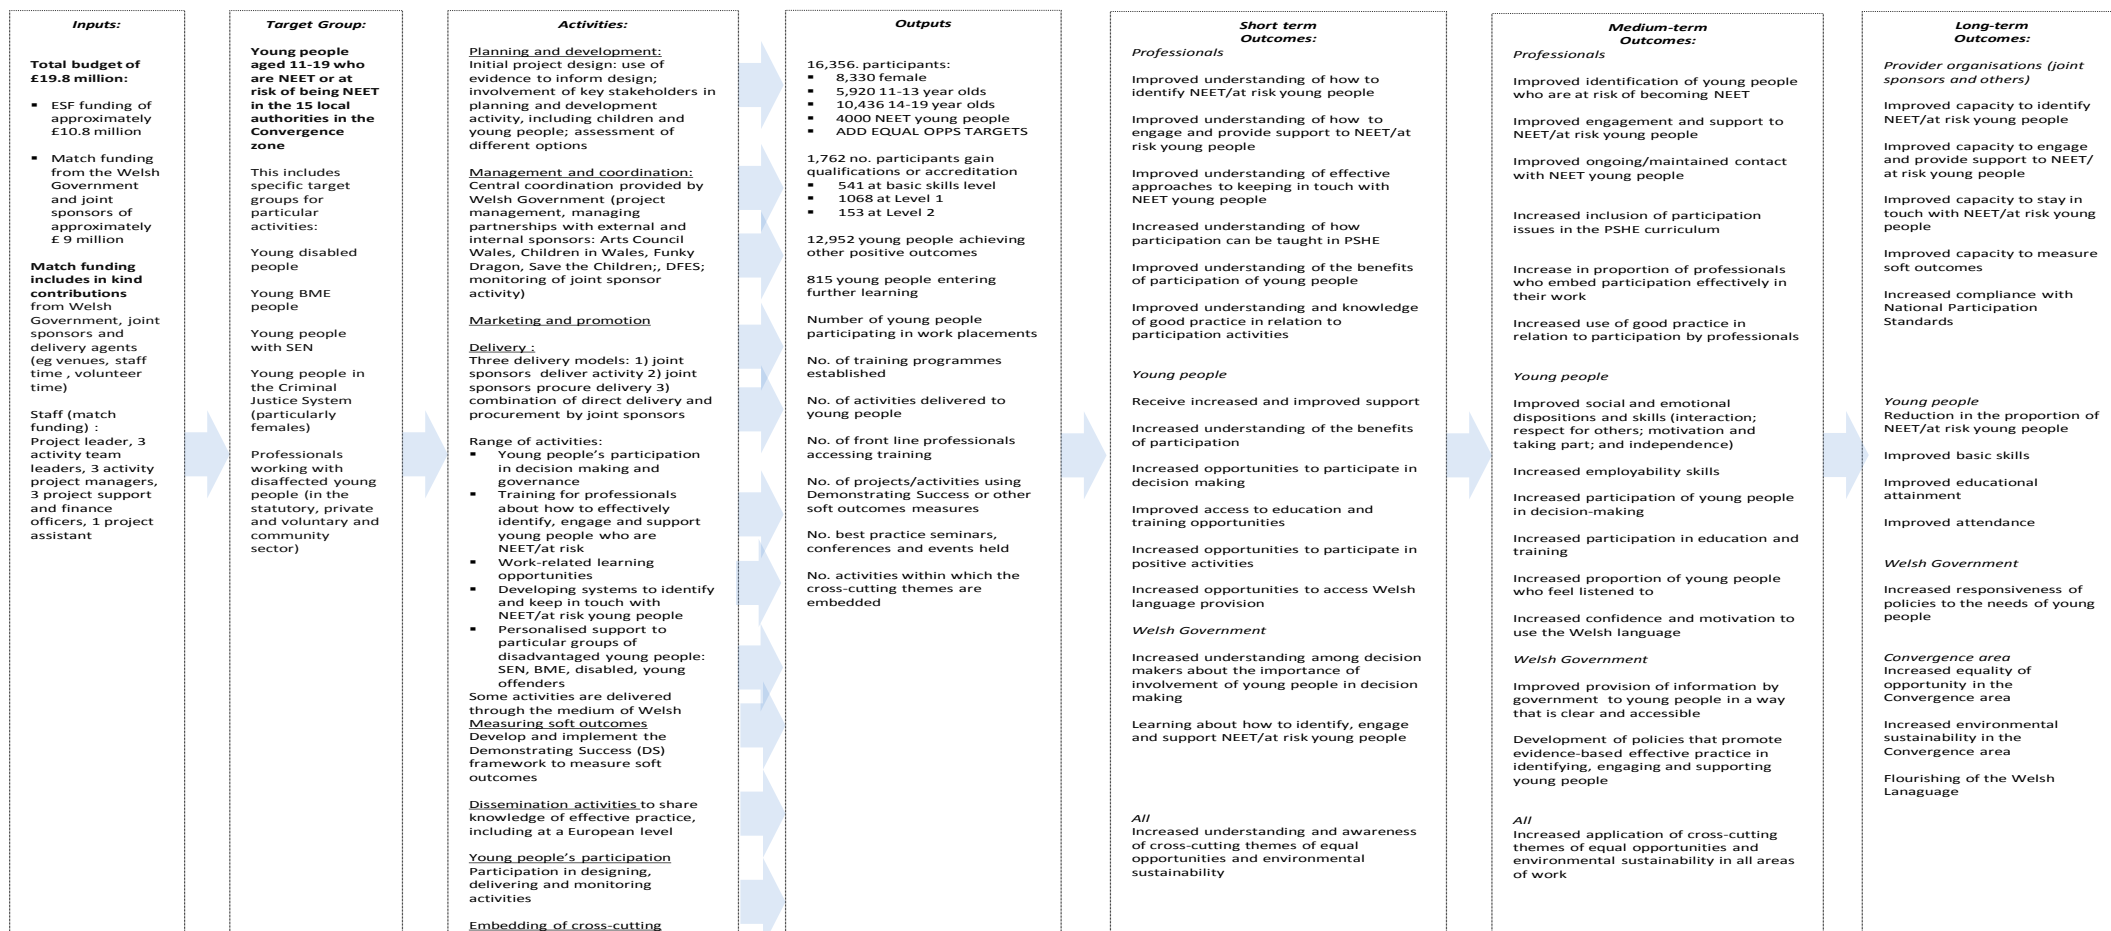 Inputs:
Total budget of
£19.8 million:
▪ ESF funding of
approximately
£10.8 million
▪ Match funding
from the Welsh
Government
and joint
sponsors of
approximately
£ 9 million
Match funding
includes in kind
contributions
from Welsh
Government, joint
sponsors and
delivery agents
(eg venues, staff
time , volunteer
time)
Staff (match
funding) :
Project leader, 3
activity team
leaders, 3 activity
project managers,
3 project support
and finance
officers, 1 project
assistant
Target Group:
Young people
aged 11-19 who
are NEET or at
risk of being NEET
in the 15 local
authorities in the
Convergence
zone
This includes
specific target
groups for
particular
activities:
Young disabled
people
Young BME
people
Young people
with SEN
Young people in
the Criminal
Justice System
(particularly
females)
Professionals
working with
disaffected young
people (in the
statutory, private
and voluntary and
community
sector)
Activities:
Planning and development:
Initial project design: use of
evidence to inform design;
involvement of key stakeholders in
planning and development
activity, including children and
young people; assessment of
different options
Management and coordination:
Central coordination provided by
Welsh Government (project
management, managing
partnerships with external and
internal sponsors: Arts Council
Wales, Children in Wales, Funky
Dragon, Save the Children;, DFES;
monitoring of joint sponsor
activity)
Marketing and promotion
Delivery :
Three delivery models: 1) joint
sponsors deliver activity 2) joint
sponsors procure delivery 3)
combination of direct delivery and
procurement by joint sponsors
Range of activities:
▪ Young people's participation
in decision making and
governance
▪ Training for professionals
about how to effectively
identify, engage and support
young people who are
NEET/at risk
▪ Work-related learning
opportunities
▪ Developing systems to identify
and keep in touch with
NEET/at risk young people
▪ Personalised support to
particular groups of
disadvantaged young people:
SEN, BME, disabled, young
offenders
Some activities are delivered
through the medium of Welsh
Measuring soft outcomes
Develop and implement the
Demonstrating Success (DS)
framework to measure soft
outcomes
Dissemination activities to share
knowledge of effective practice,
including at a European level
Young people's participation
Participation in designing,
delivering and monitoring
activities
Embedding of cross-cutting
Outputs
16,356. participants:
▪ 8,330 female
▪ 5,920 11-13 year olds
▪ 10,436 14-19 year olds
▪ 4000 NEET young people
▪ ADD EQUAL OPPS TARGETS
1,762 no. participants gain
qualifications or accreditation
▪ 541 at basic skills level
▪ 1068 at Level 1
▪ 153 at Level 2
12,952 young people achieving
other positive outcomes
815 young people entering
further learning
Number of young people
participating in work placements
No. of training programmes
established
No. of activities delivered to
young people
No. of front line professionals
accessing training
No. of projects/activities using
Demonstrating Success or other
soft outcomes measures
No. best practice seminars,
conferences and events held
No. activities within which the
cross-cutting themes are
embedded
Short term
Outcomes:
Professionals
Improved understanding of how to
identify NEET/at risk young people
Improved understanding of how to
engage and provide support to NEET/at
risk young people
Improved understanding of effective
approaches to keeping in touch with
NEET young people
Increased understanding of how
participation can be taught in PSHE
Improved understanding of the benefits
of participation of young people
Improved understanding and knowledge
of good practice in relation to
participation activities
Young people
Receive increased and improved support
Increased understanding of the benefits
of participation
Increased opportunities to participate in
decision making
Improved access to education and
training opportunities
Increased opportunities to participate in
positive activities
Increased opportunities to access Welsh
language provision
Welsh Government
Increased understanding among decision
makers about the importance of
involvement of young people in decision
making
Learning about how to identify, engage
and support NEET/at risk young people
All
Increased understanding and awareness
of cross-cutting themes of equal
opportunities and environmental
sustainability
Medium-term
Outcomes:
Professionals
Improved identification of young people
who are at risk of becoming NEET
Improved engagement and support to
NEET/at risk young people
Improved ongoing/maintained contact
with NEET young people
Increased inclusion of participation
issues in the PSHE curriculum
Increase in proportion of professionals
who embed participation effectively in
their work
Increased use of good practice in
relation to participation by professionals
Young people
Improved social and emotional
dispositions and skills (interaction;
respect for others; motivation and
taking part; and independence)
Increased employability skills
Increased participation of young people
in decision-making
Increased participation in education and
training
Increased proportion of young people
who feel listened to
Increased confidence and motivation to
use the Welsh language
Welsh Government
Improved provision of information by
government to young people in a way
that is clear and accessible
Development of policies that promote
evidence-based effective practice in
identifying, engaging and supporting
young people
All
Increased application of cross-cutting
themes of equal opportunities and
environmental sustainability in all areas
of work
Long-term
Outcomes:
Provider organisations (joint
sponsors and others)
Improved capacity to identify
NEET/at risk young people
Improved capacity to engage
and provide support to NEET/
at risk young people
Improved capacity to stay in
touch with NEET/at risk young
people
Improved capacity to measure
soft outcomes
Increased compliance with
National Participation
Standards
Young people
Reduction in the proportion of
NEET/at risk young people
Improved basic skills
Improved educational
attainment
Improved attendance
Welsh Government
Increased responsiveness of
policies to the needs of young
people
Convergence area
Increased equality of
opportunity in the
Convergence area
Increased environmental
sustainability in the
Convergence area
Flourishing of the Welsh
Lanaguage